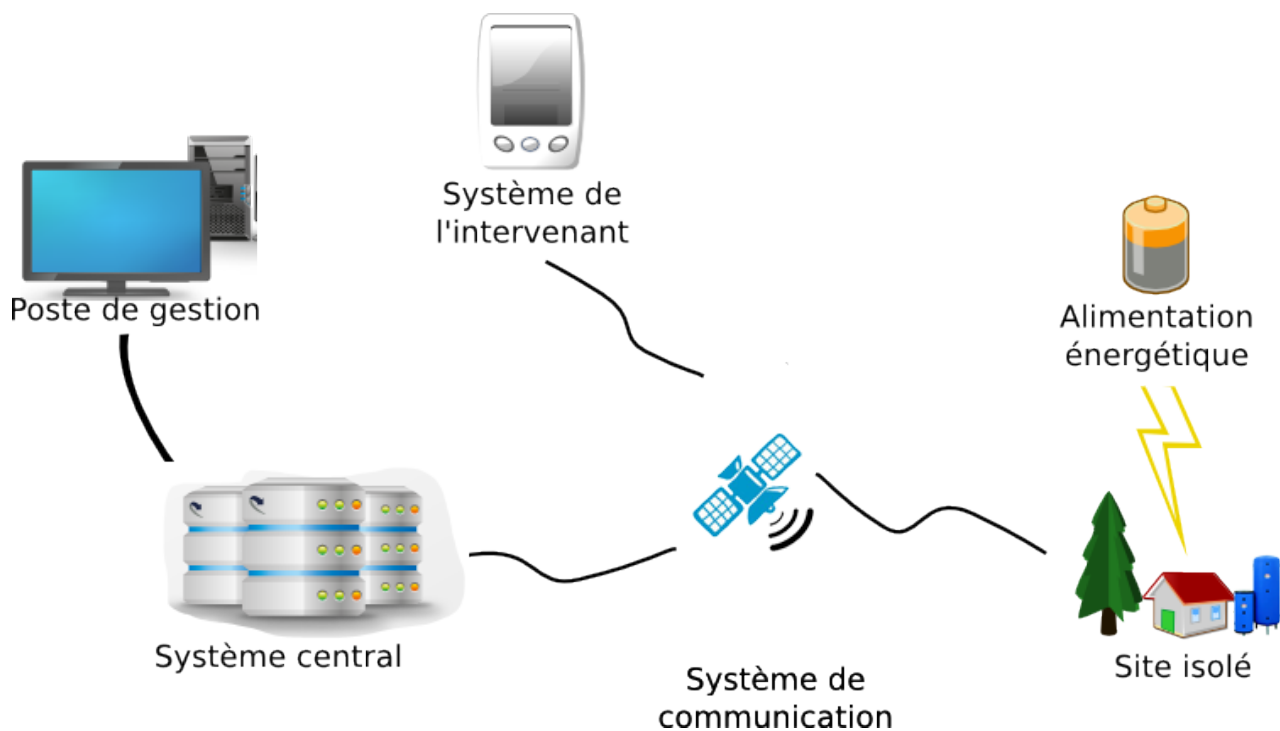 Système de
l'intervenant
Poste de gestion
Alimentation
énergétique
Système central
Site isolé
Système de
communication